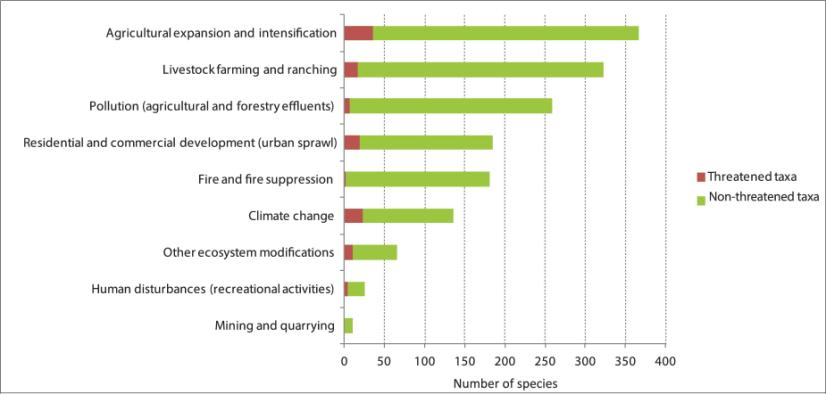 Agricultural expansion and intensification
Livestock farming and ranching
Pollution (agricultural and forestry effluents)
Residential and commercial development (urban sprawl)
Fire and fire suppression
Climate change
Other ecosystem modifications
Human disturbances (recreational activities)
Mining and quarrying
0 50 100 150 200 250 300 350 400
Number of species
Threatened taxa
Non-threatened taxa